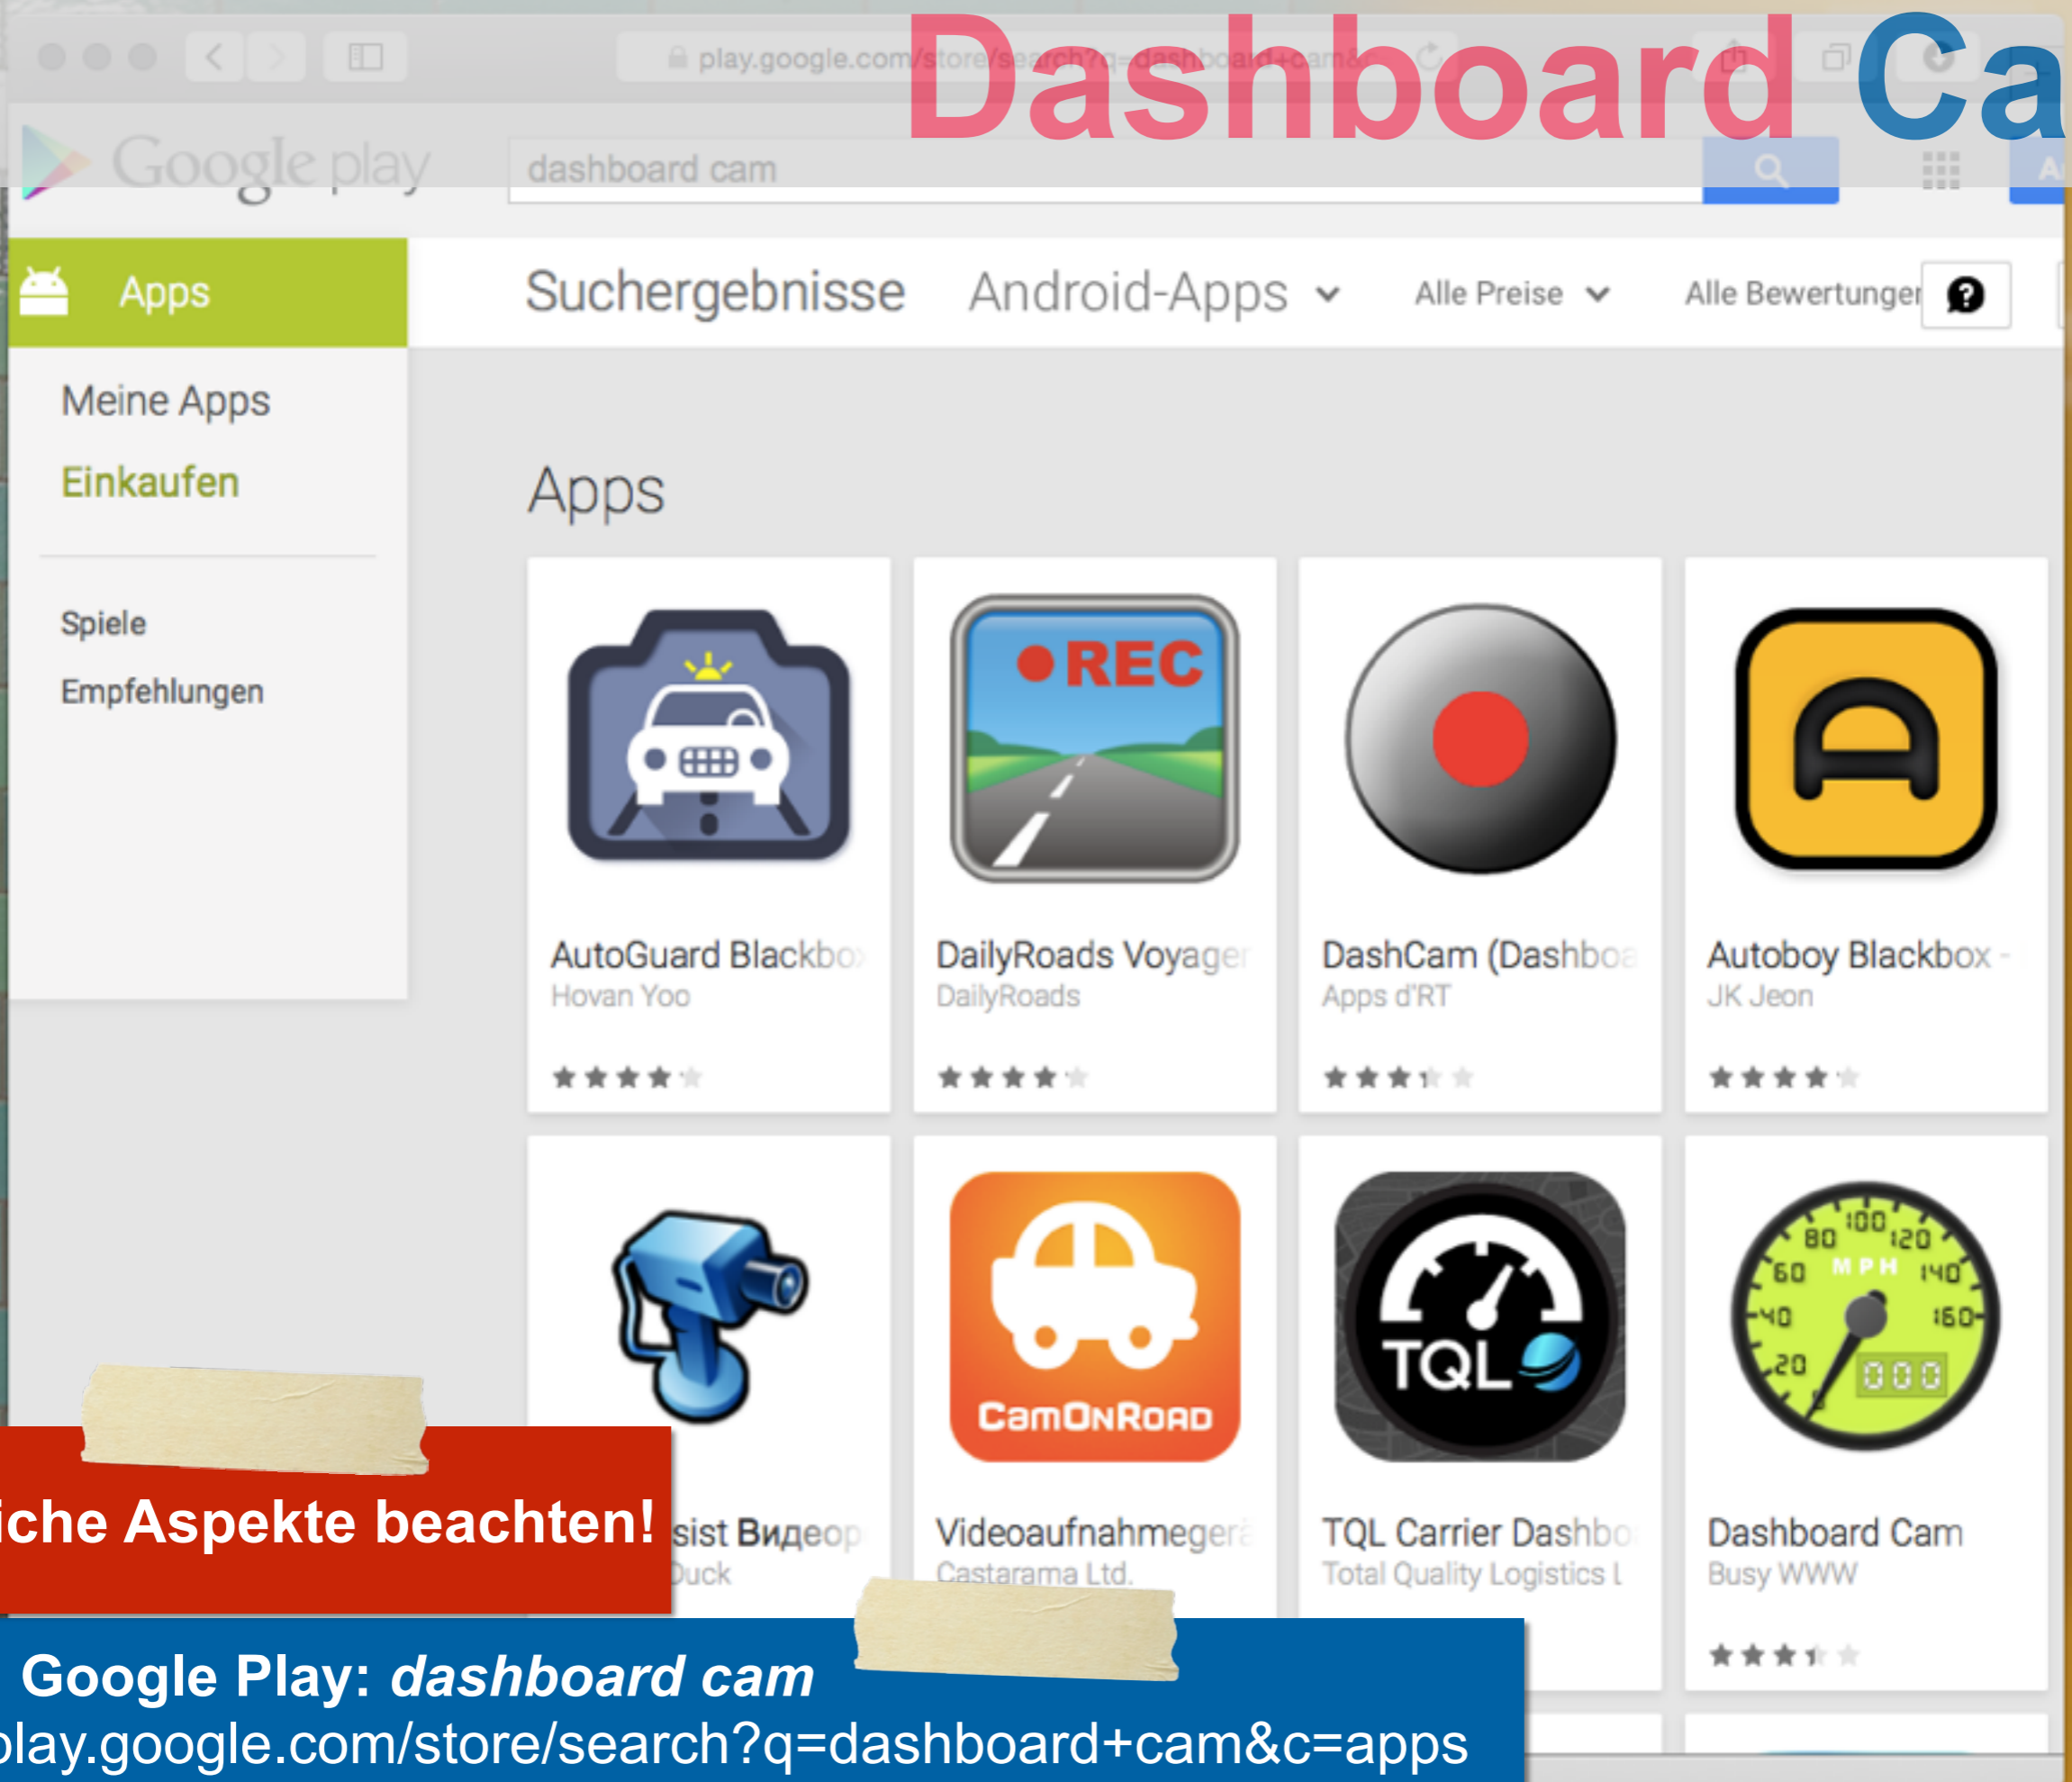 Dashboard Ca
play.google.com/store/search?q=dashboard+cam&
Google play
dashboard cam
Apps
Suchergebnisse Android-Apps Alle Preise Alle Bewertungen
Meine Apps
Einkaufen
Spiele
Empfehlungen
Apps
REC
AutoGuard Blackbox DailyRoads Voyager DashCam (Dashboa Autoboy Blackbox -
Hovan Yoo DailyRoads Apps d'RT JK Jeon
CamOnRoad
TQL
80 100 120
60 MPH 140
40 160
20 000
iche Aspekte beachten!
sist Видеор Videoaufnahmegerä TQL Carrier Dashbo Dashboard Cam
Duck Castarama Ltd. Total Quality Logistics L Busy WWW
Google Play: dashboard cam
play.google.com/store/search?q=dashboard+cam&c=apps